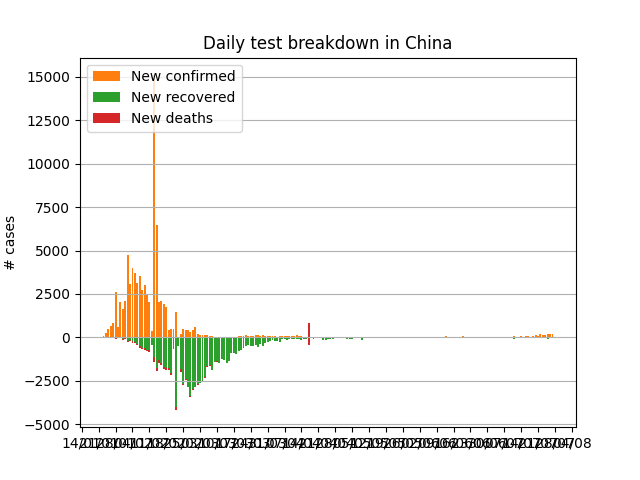 Daily test breakdown in China
New confirmed
New recovered
New deaths
# cases
15000
12500
10000
7500
5000
2500
0
−2500
−5000